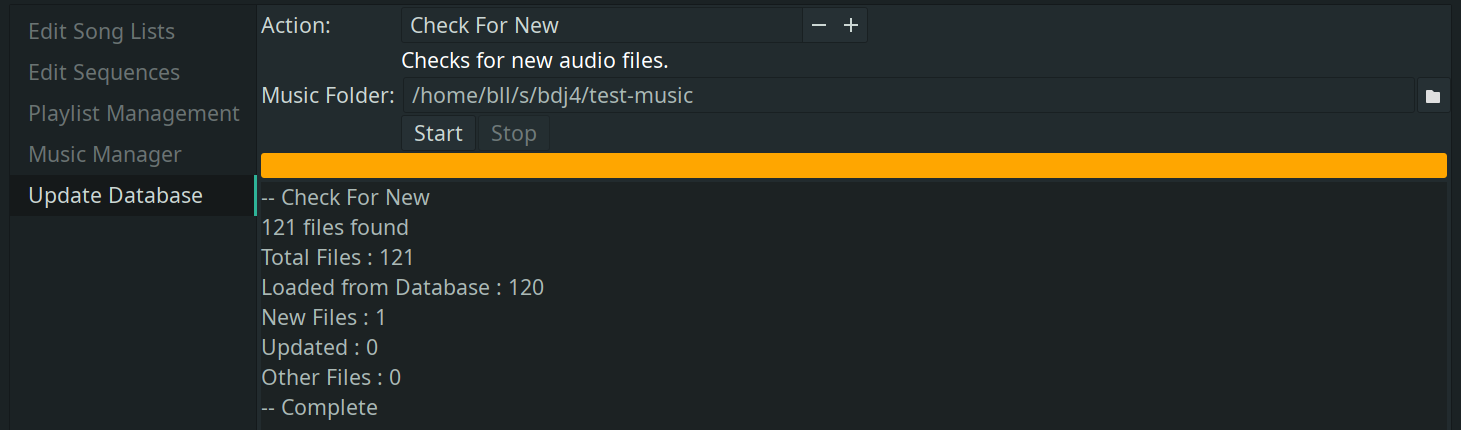 Edit Song Lists
Edit Sequences
Playlist Management
Music Manager
Update Database
Action: Check For New − +
Checks for new audio files.
Music Folder: /home/bll/s/bdj4/test-music
Start Stop
-- Check For New
121 files found
Total Files : 121
Loaded from Database : 120
New Files : 1
Updated : 0
Other Files : 0
-- Complete